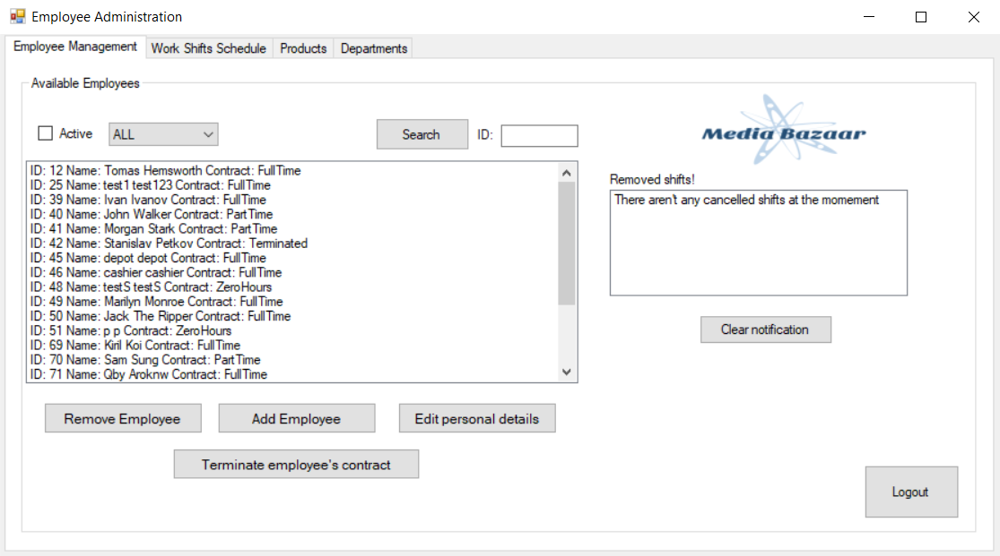 Employee Administration
Employee Management
Work Shifts Schedule
Products
Departments
Available Employees
Active
ALL
Search
ID:
Media Bazaar
ID: 12 Name: Tomas Hemsworth Contract: FullTime
ID: 25 Name: test1 test123 Contract: FullTime
ID: 39 Name: Ivan Ivanov Contract: FullTime
ID: 40 Name: John Walker Contract: PartTime
ID: 41 Name: Morgan Stark Contract: PartTime
ID: 42 Name: Stanislav Petkov Contract: Terminated
ID: 45 Name: depot depot Contract: FullTime
ID: 46 Name: cashier cashier Contract: FullTime
ID: 48 Name: testS testS Contract: ZeroHours
ID: 49 Name: Marilyn Monroe Contract: FullTime
ID: 50 Name: Jack The Ripper Contract: FullTime
ID: 51 Name: p p Contract: ZeroHours
ID: 69 Name: Kiril Koi Contract: FullTime
ID: 70 Name: Sam Sung Contract: PartTime
ID: 71 Name: Qby Aroknw Contract: FullTime
Removed shifts!
There aren't any cancelled shifts at the momement
Clear notification
Remove Employee
Add Employee
Edit personal details
Terminate employee's contract
Logout